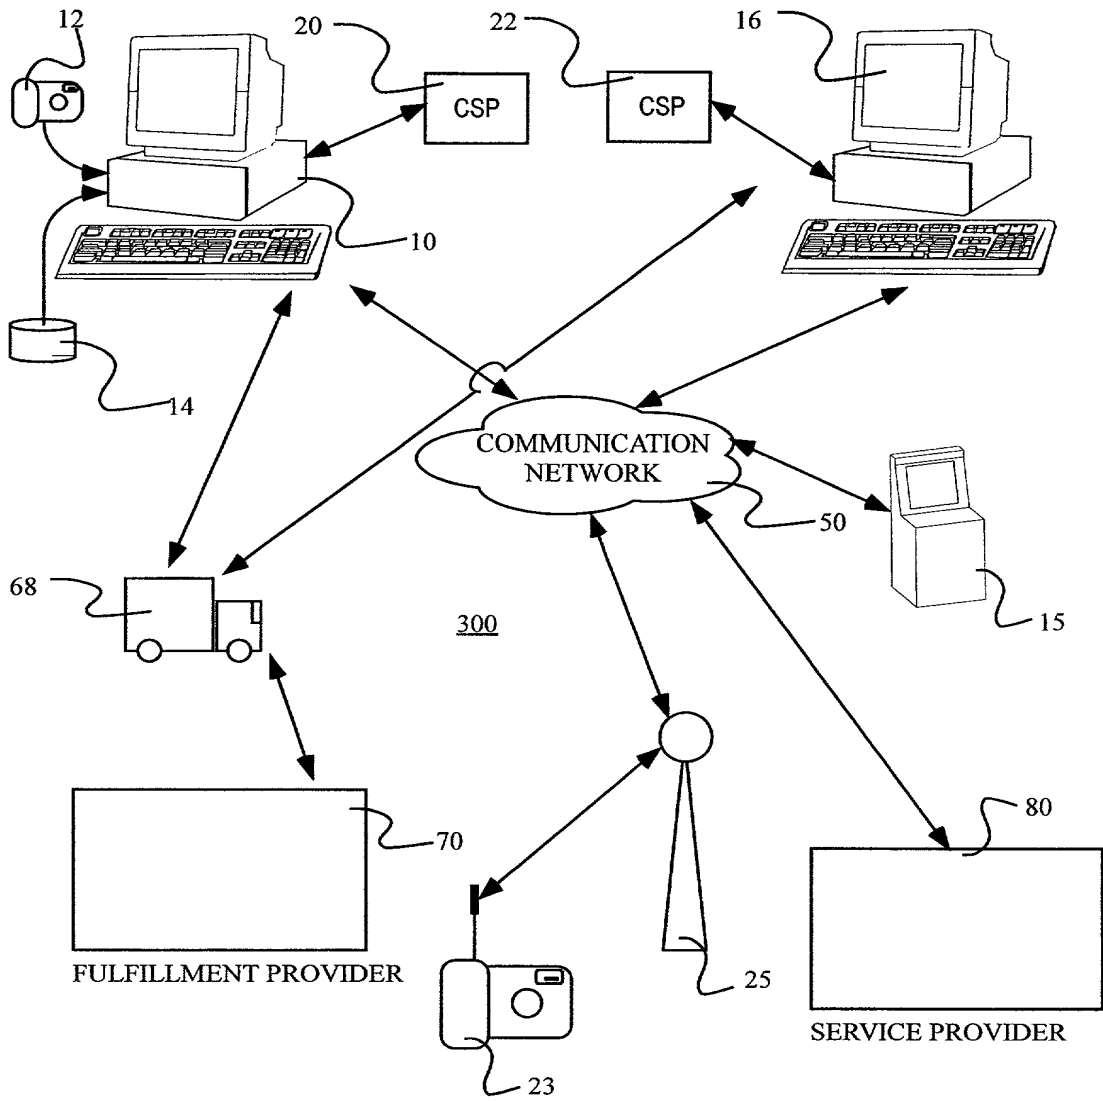 12
20
22
16
CSP
CSP
10
14
COMMUNICATION
NETWORK
50
68
300
15
80
70
FULFILLMENT PROVIDER
25
SERVICE PROVIDER
23